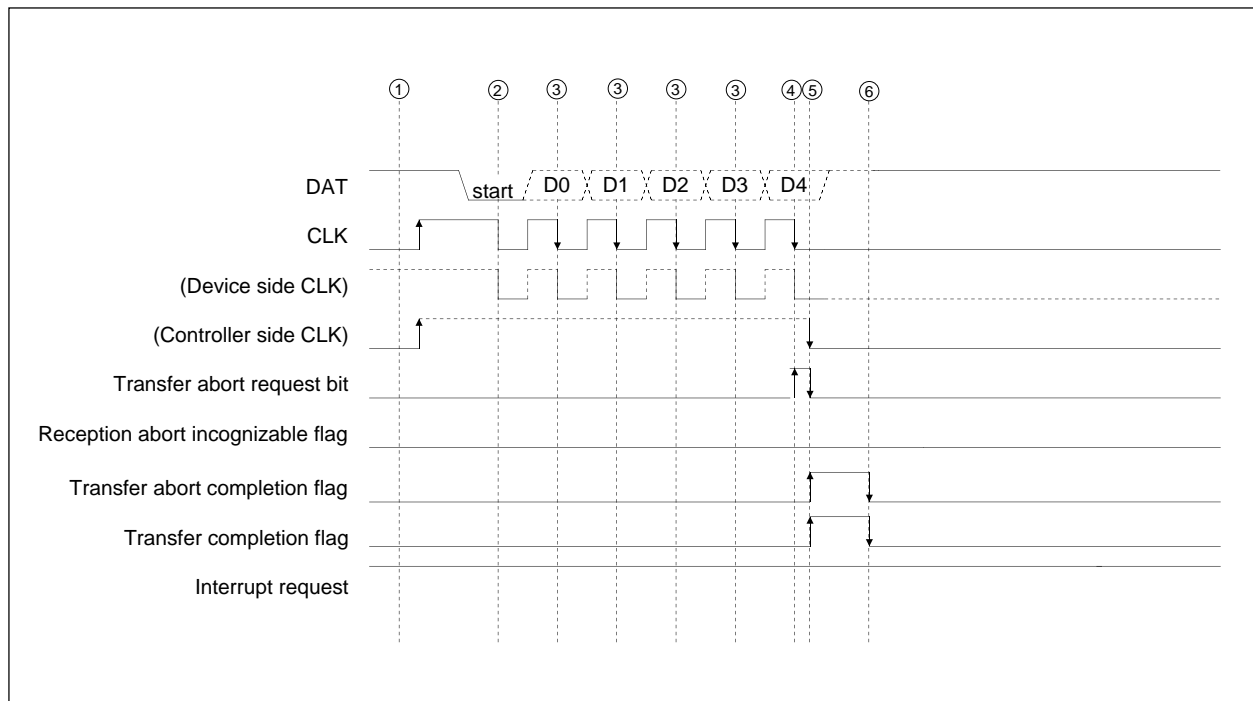 ① ② ③ ③ ③ ③ ④ ⑤ ⑥
DAT start D0 D1 D2 D3 D4
CLK
(Device side CLK)
(Controller side CLK)
Transfer abort request bit
Reception abort incognizable flag
Transfer abort completion flag
Transfer completion flag
Interrupt request